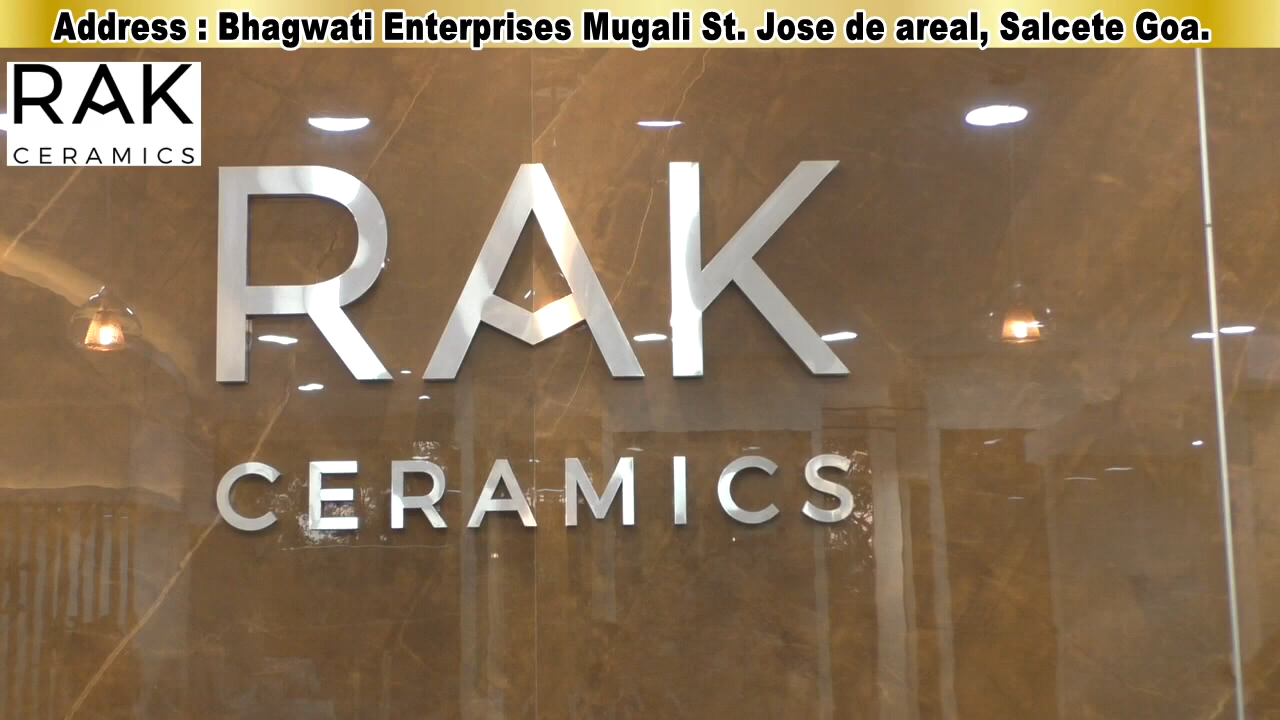 Address : Bhagwati Enterprises Mugali St. Jose de areal, Salcete Goa.
RAK
CERAMICS
RAK
CERAMICS